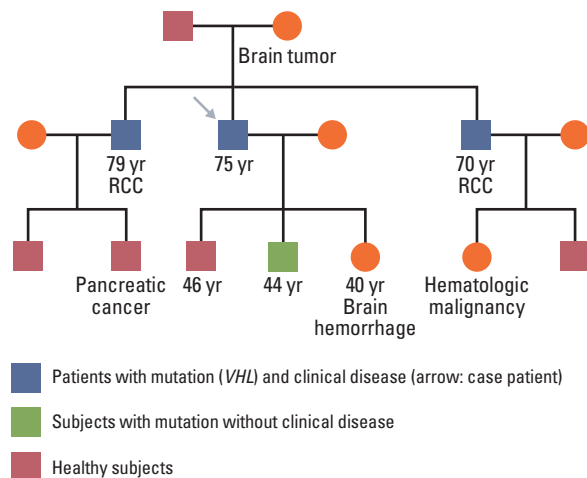 Brain tumor
79 yr
RCC
75 yr
70 yr
RCC
Pancreatic
cancer
46 yr
44 yr
40 yr
Brain
hemorrhage
Hematologic
malignancy
Patients with mutation (VHL) and clinical disease (arrow: case patient)
Subjects with mutation without clinical disease
Healthy subjects